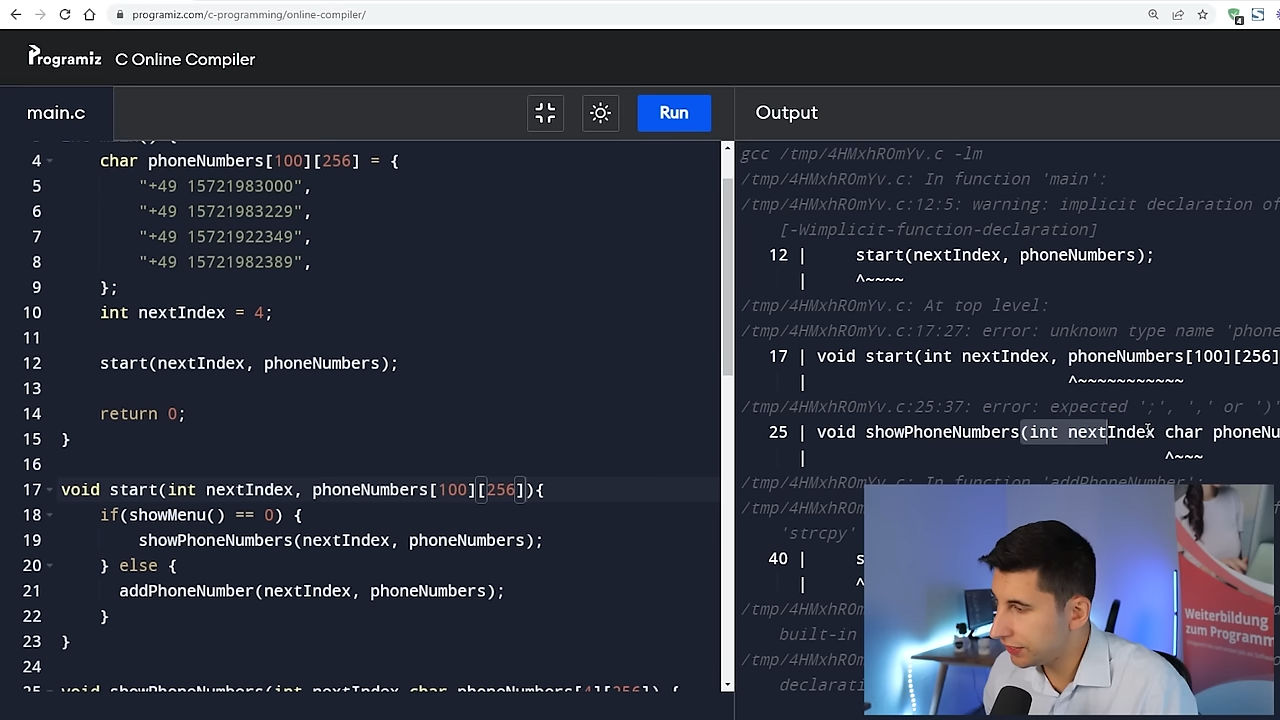 programiz.com/c-programming/online-compiler/
4
Programiz C Online Compiler
main.c
Run
Output
4 char phoneNumbers[100][256] = {
5 "+49 15721983000",
6 "+49 15721983229",
7 "+49 15721922349",
8 "+49 15721982389",
9 };
10 int nextIndex = 4;
11
12 start(nextIndex, phoneNumbers);
13
14 return 0;
15 }
16
17 void start(int nextIndex, phoneNumbers[100][256]){
18 if(showMenu() == 0) {
19 showPhoneNumbers(nextIndex, phoneNumbers);
20 } else {
21 addPhoneNumber(nextIndex, phoneNumbers);
22 }
23 }
24
25 void showPhoneNumbers(int nextIndex char phoneNumbers[4][256]) {
gcc /tmp/4HMxhR0mYv.c -lm
/tmp/4HMxhR0mYv.c: In function 'main':
/tmp/4HMxhR0mYv.c:12:5: warning: implicit declaration of
[-Wimplicit-function-declaration]
12 | start(nextIndex, phoneNumbers);
| ^~~~~
/tmp/4HMxhR0mYv.c: At top level:
/tmp/4HMxhR0mYv.c:17:27: error: unknown type name 'phone
17 | void start(int nextIndex, phoneNumbers[100][256]
| ^~~~~~~~~~~~
/tmp/4HMxhR0mYv.c:25:37: error: expected ';', ',' or ')'
25 | void showPhoneNumbers(int nextIndex char phoneNu
| ^~~~
/tmp/4HMxhR0mYv.c: In function 'addPhoneNumber':
/tmp/4HMxhR0m
'strcpy'
40 | s
| ^
/tmp/4HMxhR0m
built-in
/tmp/4HMxhR0m
declarati
Weiterbildung
zum Programm